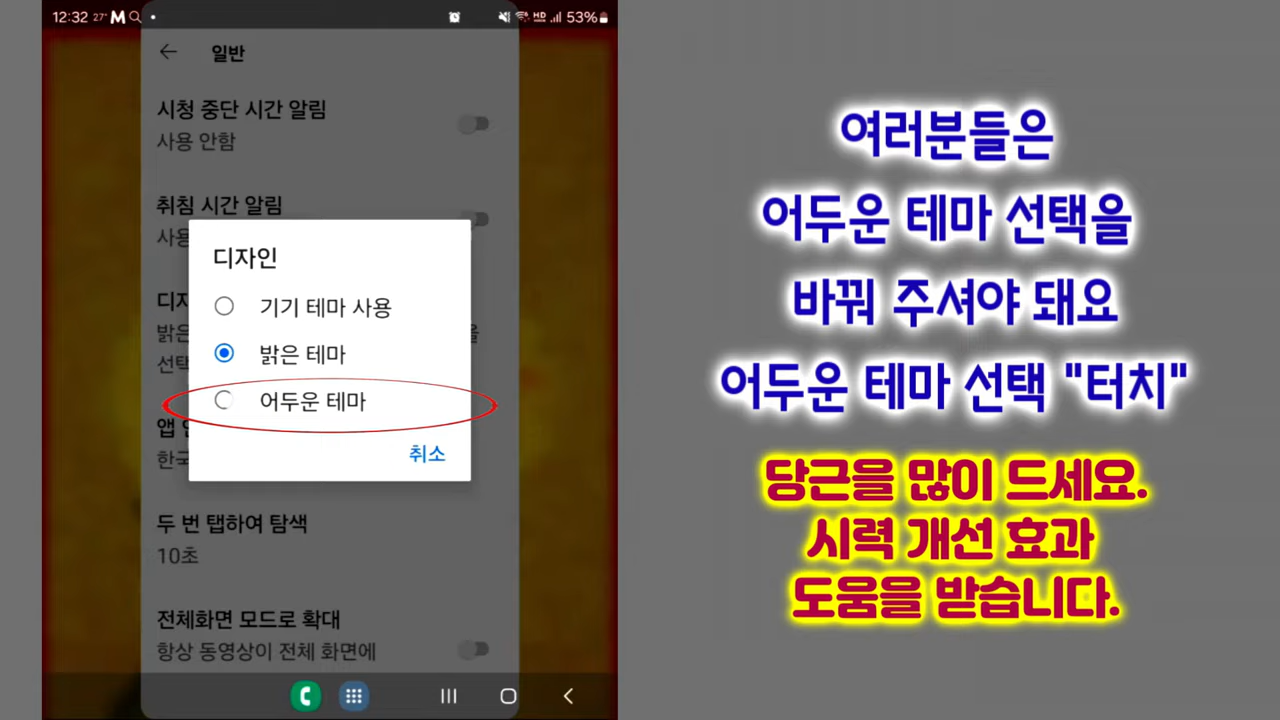 12:32 27° M HD 53%
일반
시청 중단 시간 알림
사용 안함
취침 시간 알림
디자인
기기 테마 사용
밝은 테마
어두운 테마
취소
두 번 탭하여 탐색
10초
전체화면 모드로 확대
항상 동영상이 전체 화면에
여러분들은
어두운 테마 선택을
바꿔 주셔야 돼요
어두운 테마 선택 "터치"
당근을 많이 드세요.
시력 개선 효과
도움을 받습니다.